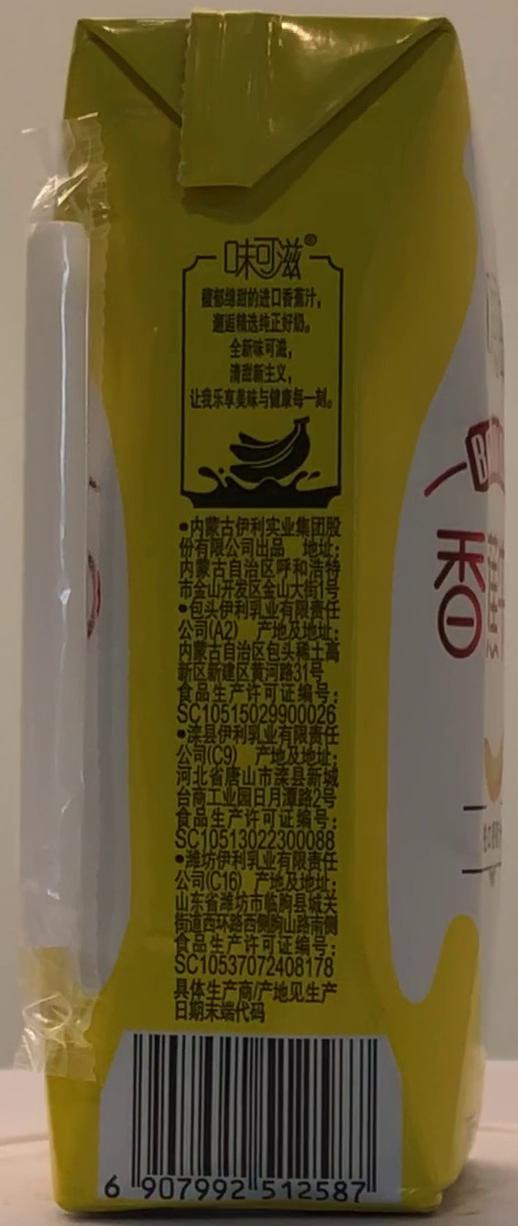 味可滋®
馥郁绵甜的进口香蕉汁，
邂逅精选纯正好奶。
全新味可滋，
清甜新主义，
让我乐享美味与健康每一刻。
•内蒙古伊利实业集团股
份有限公司出品 地址：
内蒙古自治区呼和浩特
市金山开发区金山大街1号
•包头伊利乳业有限责任
公司(A2) 产地及地址：
内蒙古自治区包头稀土高
新区新建区黄河路31号
食品生产许可证编号：
SC10515029900026
•滦县伊利乳业有限责任
公司(C9) 产地及地址：
河北省唐山市滦县新城
台商工业园日月潭路2号
食品生产许可证编号：
SC10513022300088
•潍坊伊利乳业有限责任
公司(C16) 产地及地址：
山东省潍坊市临朐县城关
街道西环路西侧朐山路南侧
食品生产许可证编号：
SC10537072408178
具体生产商/产地见生产
日期末端代码
6 907992 512587
香蕉